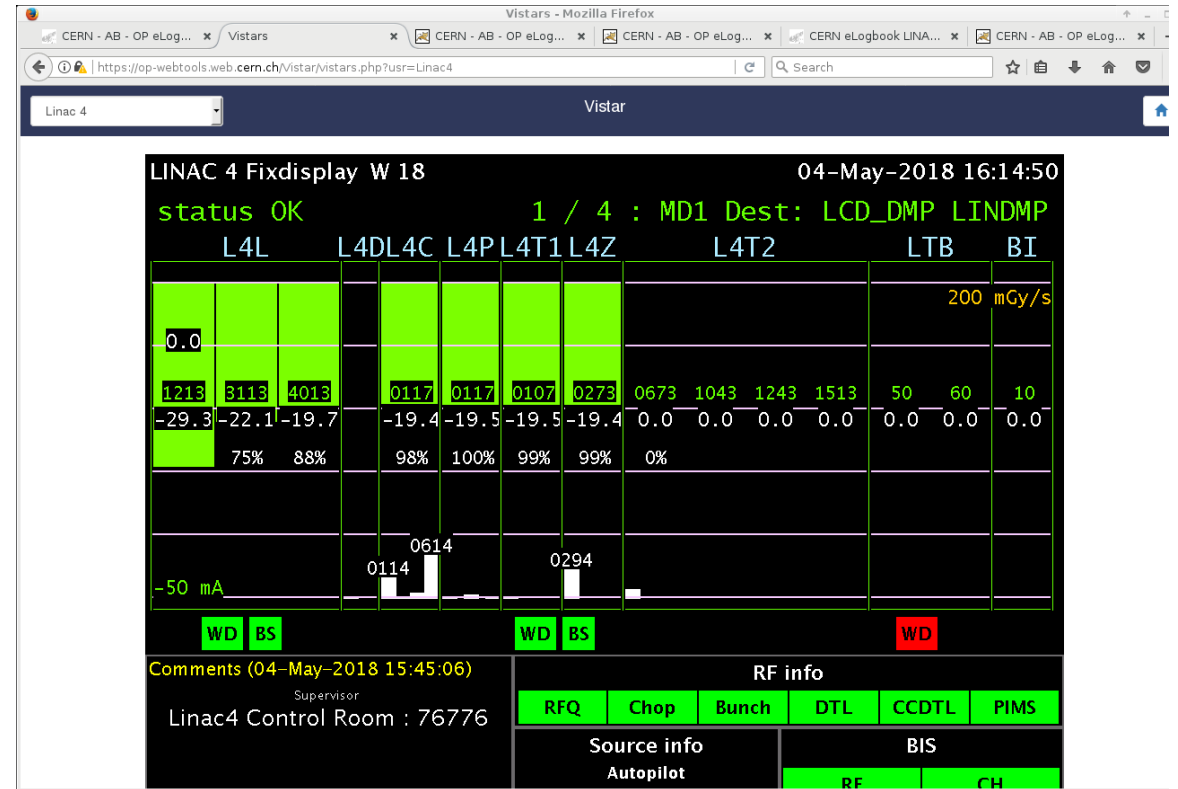 Vistars - Mozilla Firefox
CERN - AB - OP eLog... Vistars CERN - AB - OP eLog... CERN - AB - OP eLog... CERN eLogbook LINA... CERN - AB - OP eLog...
https://op-webtools.web.cern.ch/Vistar/vistars.php?usr=Linac4 Search
Linac 4 Vistar
LINAC 4 Fixdisplay W 18 04-May-2018 16:14:50
status OK 1 / 4 : MD1 Dest: LCD_DMP LINDMP
L4L L4D L4C L4P L4T1 L4Z L4T2 LTB BI
200 mGy/s
0.0
1213 3113 4013 0117 0117 0107 0273 0673 1043 1243 1513 50 60 10
-29.3 -22.1 -19.7 -19.4 -19.5 -19.5 -19.4 0.0 0.0 0.0 0.0 0.0 0.0 0.0
75% 88% 98% 100% 99% 99% 0%
0614
0114 0294
-50 mA
WD BS WD BS WD
Comments (04-May-2018 15:45:06)
Supervisor
Linac4 Control Room : 76776
RF info
RFQ Chop Bunch DTL CCDTL PIMS
Source info BIS
Autopilot
RF CH